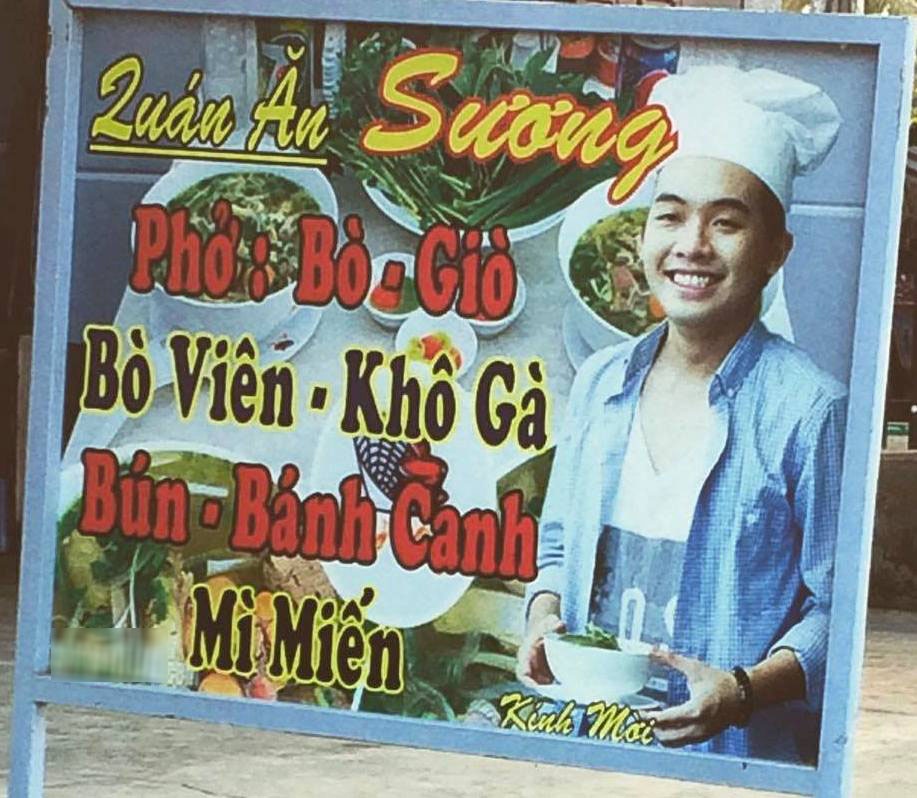 Quán Ăn Sương
Phở : Bò - Giò
Bò Viên - Khô Gà
Bún - Bánh Canh
Mì Miến
Kính Mời